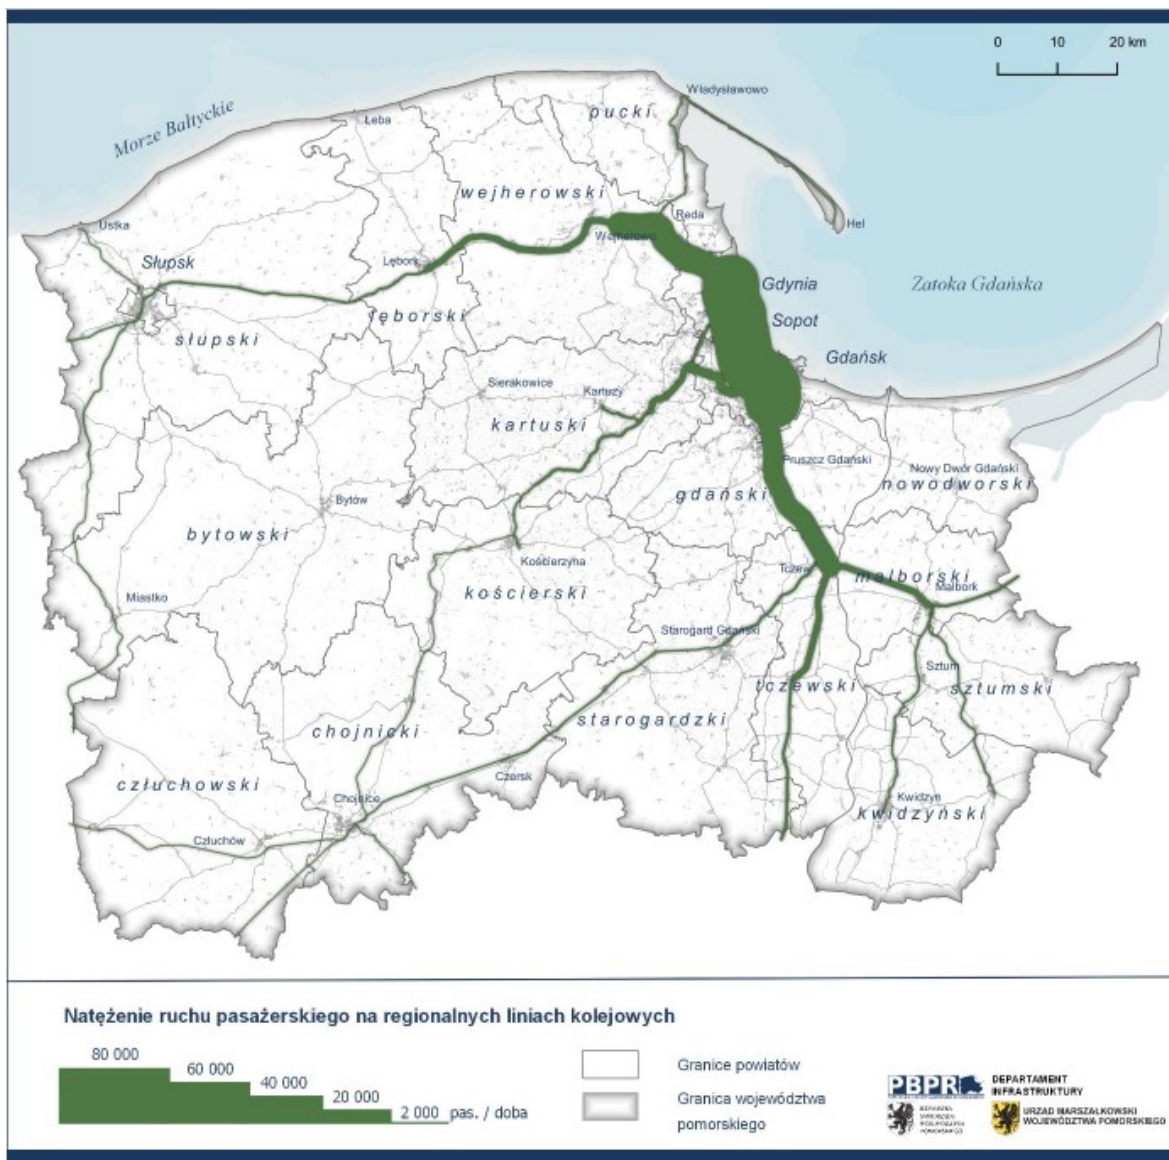 0 10 20 km
Morze Bałtyckie
Łeba
pucki
Władysławowo
wejherowski
Ustka
Reda
Hel
Wejherowo
Słupsk
Lębork
Gdynia
Zatoka Gdańska
Sopot
lęborski
słupski
Gdańsk
Sierakowice
Kartuzy
kartuski
Pruszcz Gdański
Nowy Dwór Gdański
nowodworski
gdański
Bytów
bytowski
Kościerzyna
Tczew
malborski
Malbork
kościerski
Miastko
Starogard Gdański
Sztum
tczewski
sztumski
starogardzki
chojnicki
Czersk
człuchowski
Chojnice
Kwidzyn
kwidzyński
Człuchów
Natężenie ruchu pasażerskiego na regionalnych liniach kolejowych
80 000
60 000
40 000
20 000
2 000 pas. / doba
Granice powiatów
Granica województwa
pomorskiego
PBPR
DEPARTAMENT
INFRASTRUKTURY
URZĄD MARSZAŁKOWSKI
WOJEWÓDZTWA POMORSKIEGO